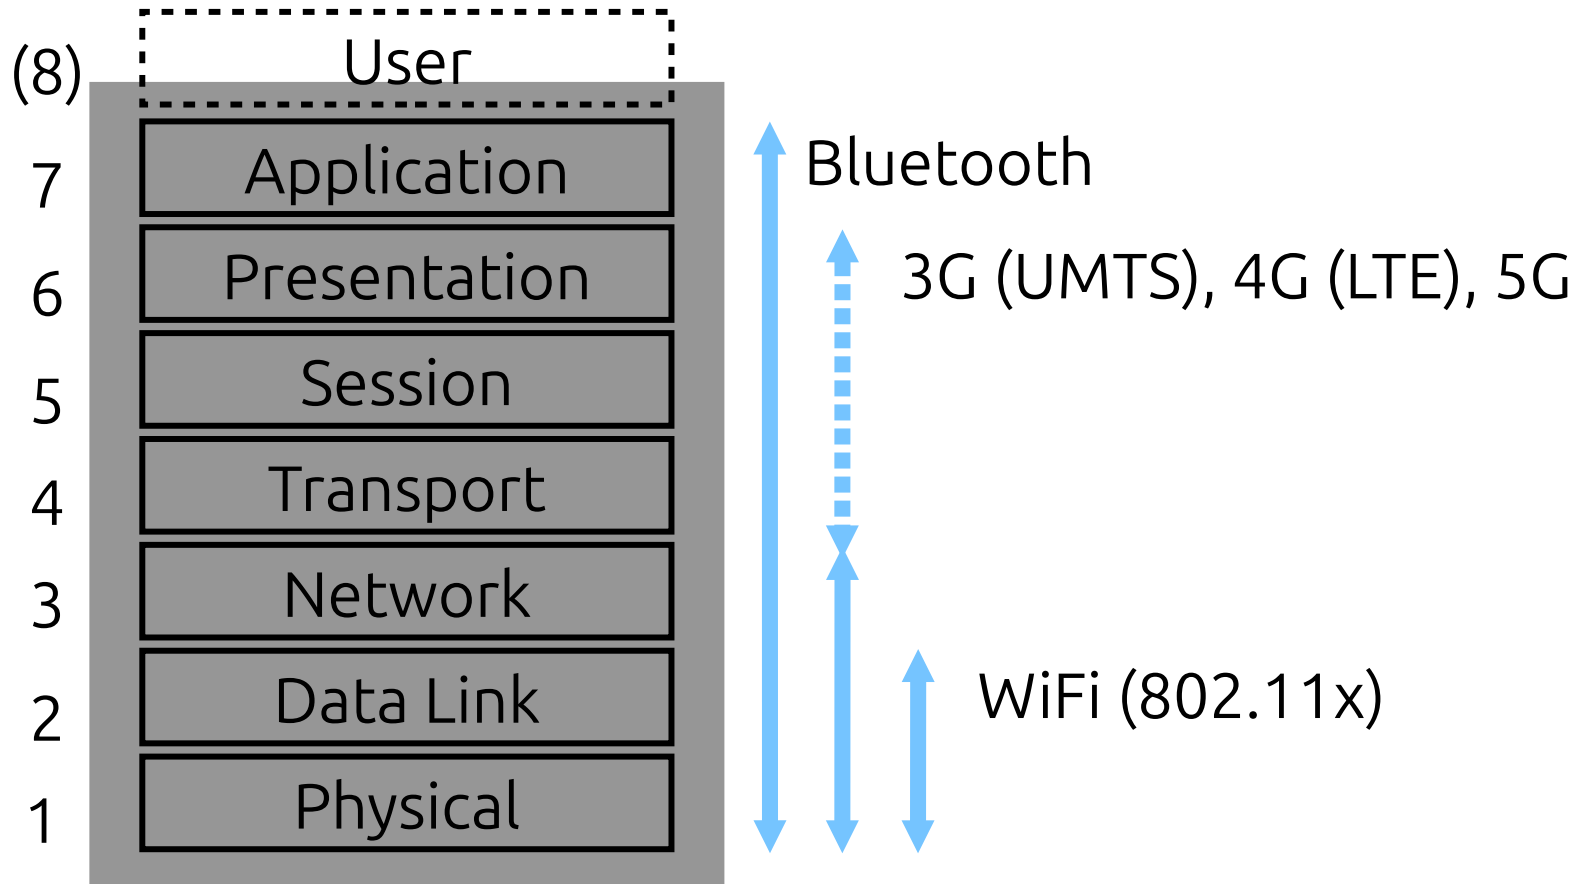 (8) User
7 Application
Bluetooth
6 Presentation
3G (UMTS), 4G (LTE), 5G
5 Session
4 Transport
3 Network
2 Data Link
WiFi (802.11x)
1 Physical